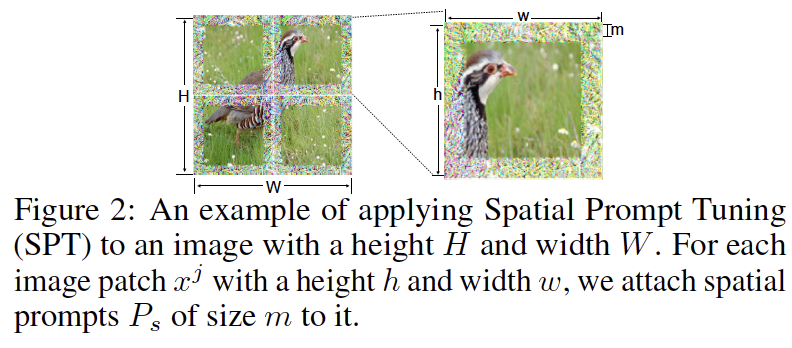 w
m
H
h
W
Figure 2: An example of applying Spatial Prompt Tuning
(SPT) to an image with a height H and width W. For each
image patch x^j with a height h and width w, we attach spatial
prompts P_s of size m to it.